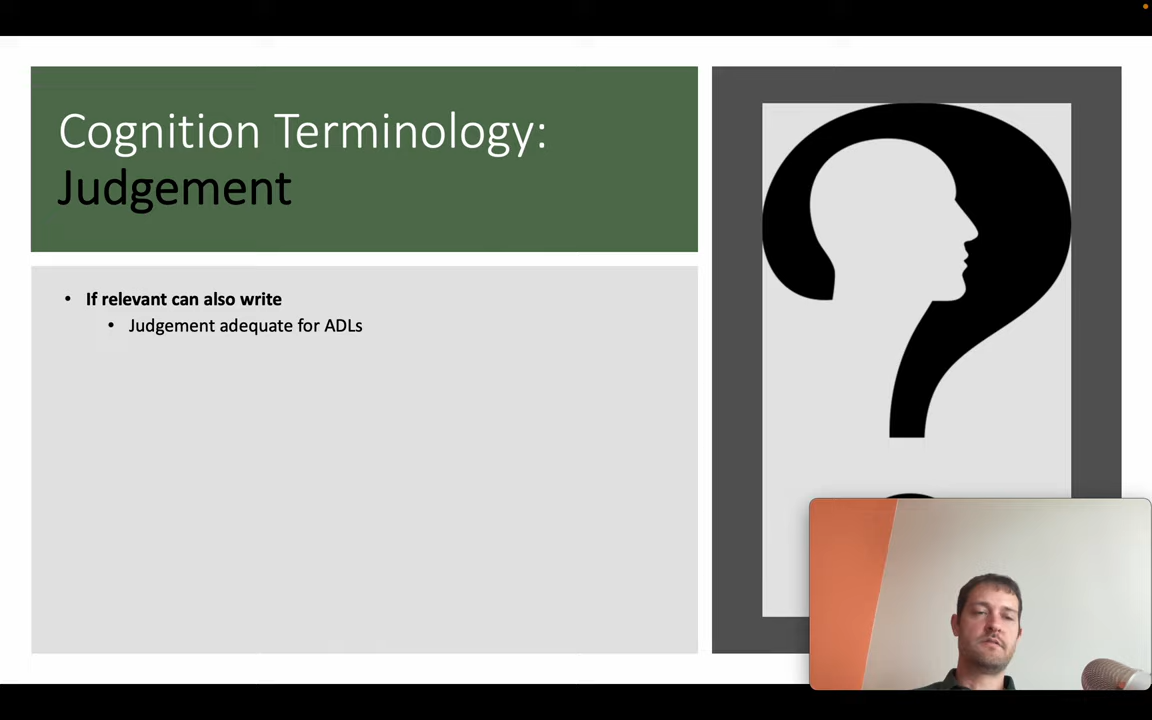 Cognition Terminology:
Judgement
• If relevant can also write
• Judgement adequate for ADLs